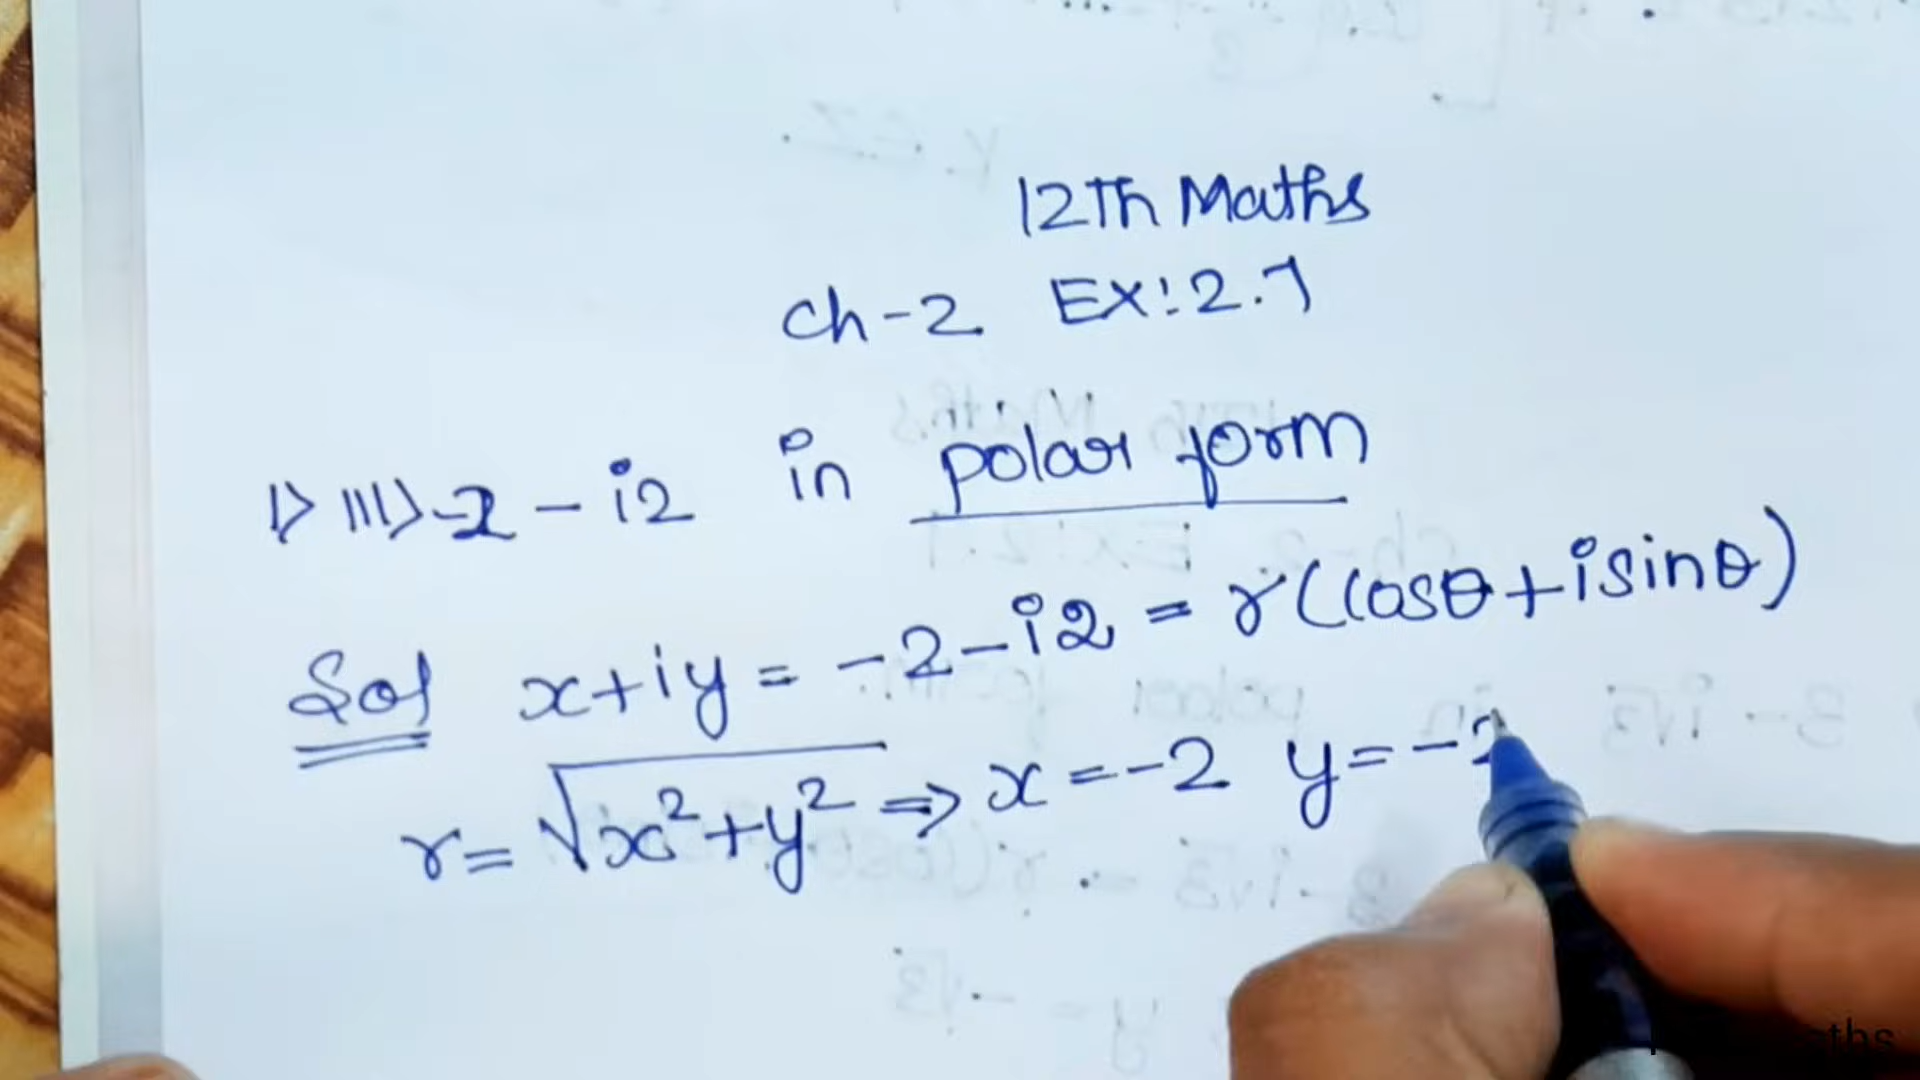 12Th Maths
Ch-2 Ex: 2.7
1) III) -2 - i2 in polar form
Sol x+iy = -2-i2 = r(cosθ+isinθ)
r= √x²+y² ⇒ x = -2 y = -2